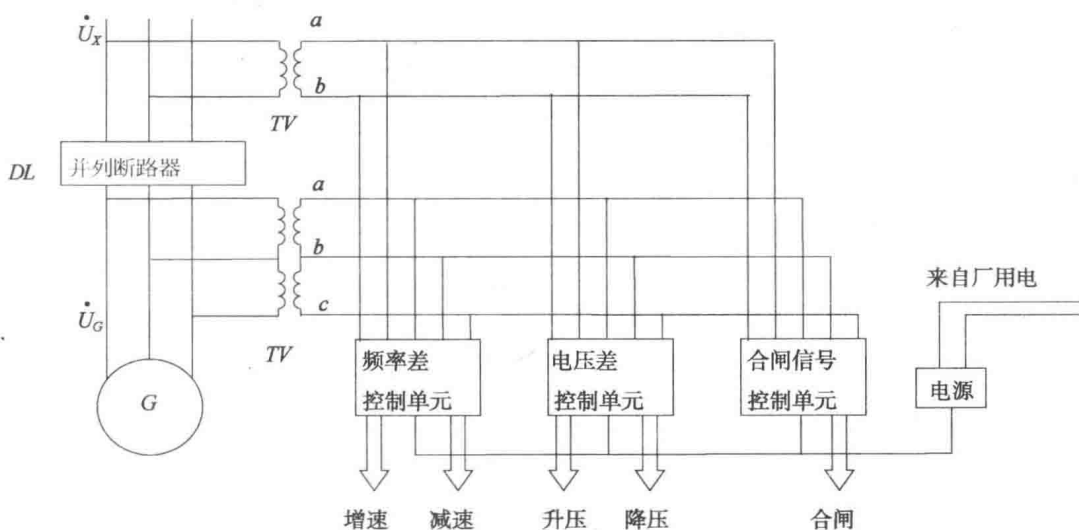 U̇_X
a
b
TV
DL
并列断路器
a
b
c
U̇_G
TV
G
来自厂用电
频率差
控制单元
电压差
控制单元
合闸信号
控制单元
电源
增速
减速
升压
降压
合闸